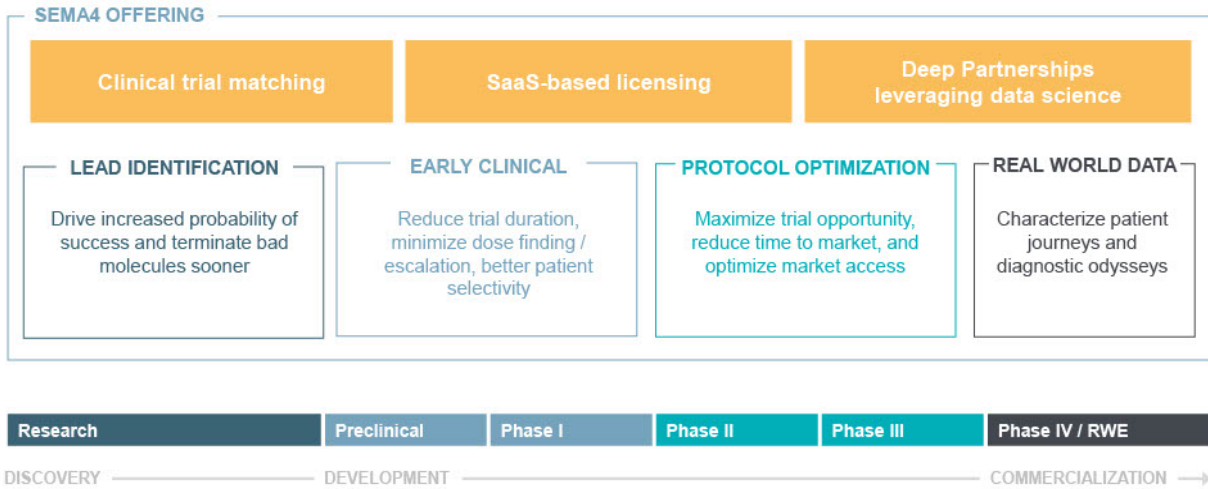 SEMA4 OFFERING
Clinical trial matching
SaaS-based licensing
Deep Partnerships
leveraging data science
LEAD IDENTIFICATION
Drive increased probability of
success and terminate bad
molecules sooner
EARLY CLINICAL
Reduce trial duration,
minimize dose finding /
escalation, better patient
selectivity
PROTOCOL OPTIMIZATION
Maximize trial opportunity,
reduce time to market, and
optimize market access
REAL WORLD DATA
Characterize patient
journeys and
diagnostic odysseys
Research
Preclinical
Phase I
Phase II
Phase III
Phase IV / RWE
DISCOVERY
DEVELOPMENT
COMMERCIALIZATION